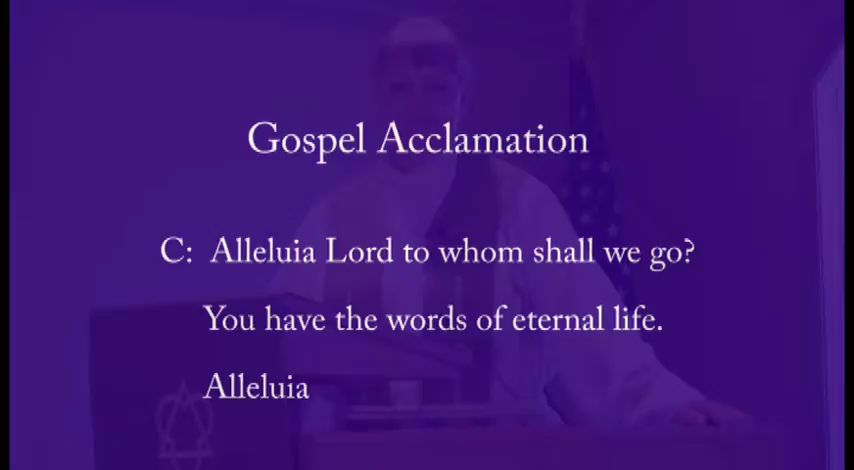 Gospel Acclamation
C: Alleluia Lord to whom shall we go?
You have the words of eternal life.
Alleluia